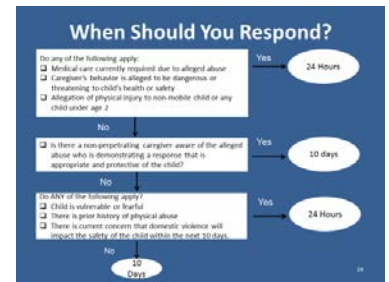 When Should You Respond?
Do any of the following apply:
❑ Medical care currently required due to alleged abuse
❑ Caregiver's behavior is alleged to be dangerous or
threatening to child's health or safety
❑ Allegation of physical injury to non-mobile child or any
child under age 2
Yes
24 Hours
No
❑ Is there a non-perpetrating caregiver aware of the alleged
abuse who is demonstrating a response that is
appropriate and protective of the child?
Yes
10 days
No
Do ANY of the following apply?
❑ Child is vulnerable or fearful
❑ There is prior history of physical abuse
❑ There is current concern that domestic violence will
impact the safety of the child within the next 10 days.
Yes
24 Hours
No
10
Days